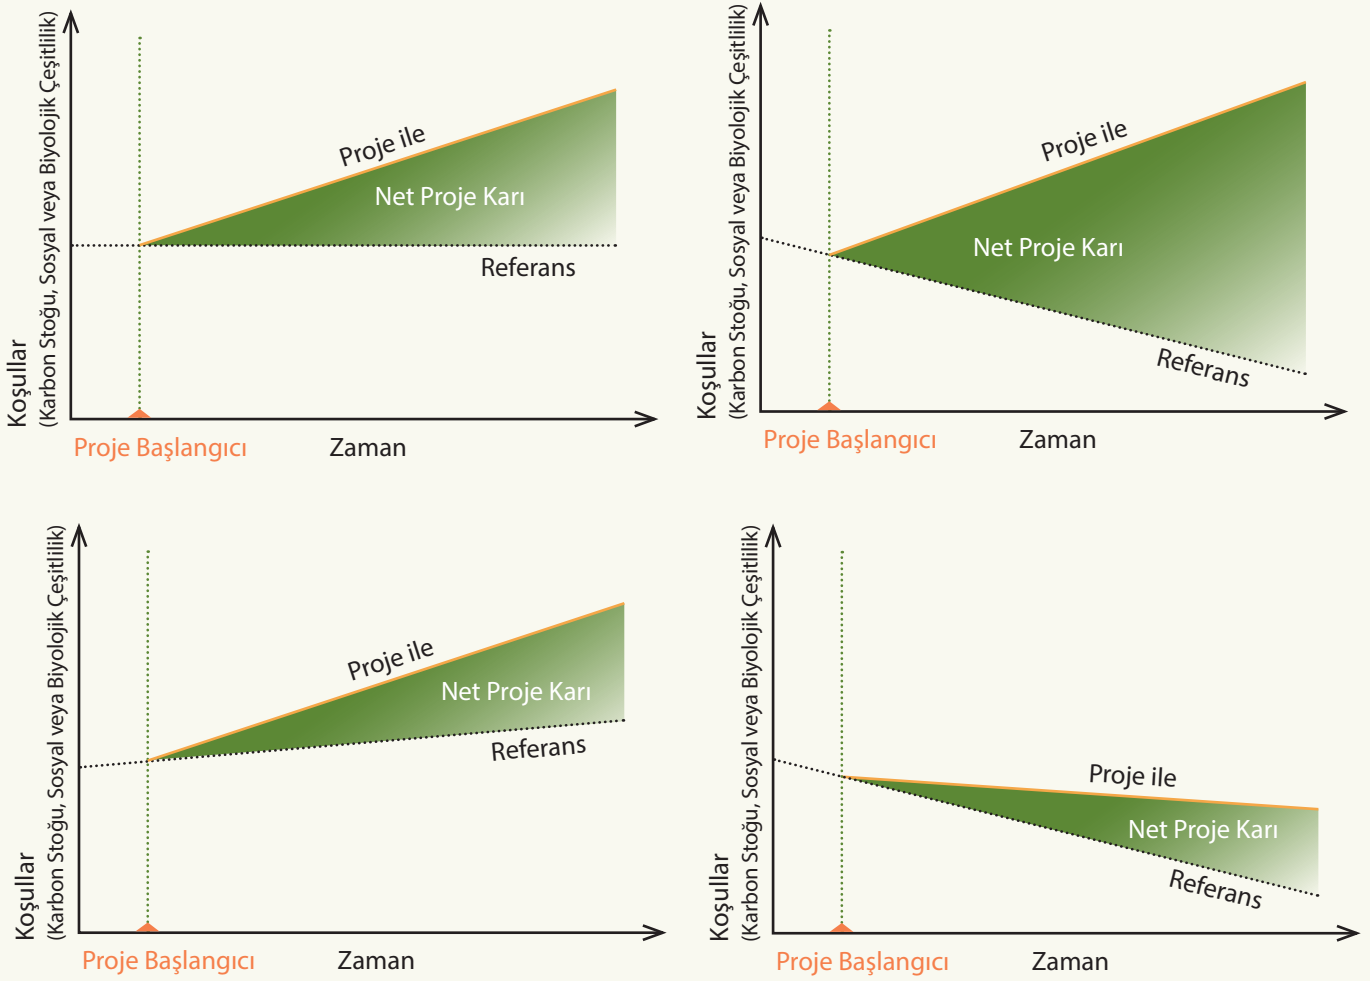 Koşullar
(Karbon Stoğu, Sosyal veya Biyolojik Çeşitlilik)
Proje ile
Net Proje Karı
Referans
Proje Başlangıcı
Zaman
Koşullar
(Karbon Stoğu, Sosyal veya Biyolojik Çeşitlilik)
Proje ile
Net Proje Karı
Referans
Proje Başlangıcı
Zaman
Koşullar
(Karbon Stoğu, Sosyal veya Biyolojik Çeşitlilik)
Proje ile
Net Proje Karı
Referans
Proje Başlangıcı
Zaman
Koşullar
(Karbon Stoğu, Sosyal veya Biyolojik Çeşitlilik)
Proje ile
Net Proje Karı
Referans
Proje Başlangıcı
Zaman